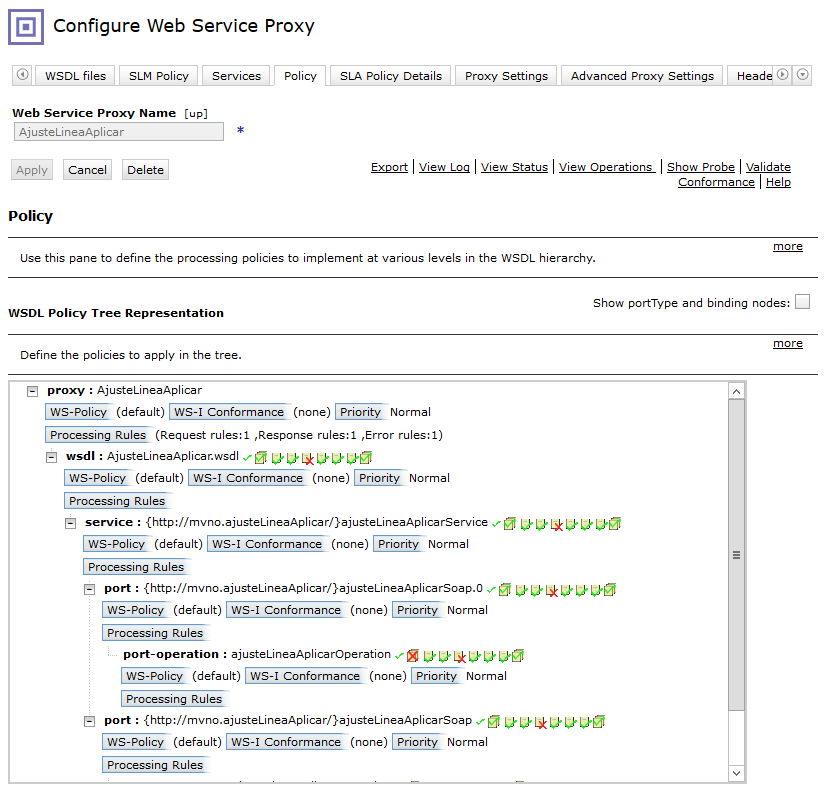 Configure Web Service Proxy
WSDL files SLM Policy Services Policy SLA Policy Details Proxy Settings Advanced Proxy Settings Heade
Web Service Proxy Name [up]
AjusteLineaAplicar *
Apply Cancel Delete
Export View Log View Status View Operations Show Probe Validate
Conformance Help
Policy
more
Use this pane to define the processing policies to implement at various levels in the WSDL hierarchy.
Show portType and binding nodes:
WSDL Policy Tree Representation
more
Define the policies to apply in the tree.
proxy : AjusteLineaAplicar
WS-Policy (default) WS-I Conformance (none) Priority Normal
Processing Rules (Request rules:1 ,Response rules:1 ,Error rules:1)
wsdl : AjusteLineaAplicar.wsdl
WS-Policy (default) WS-I Conformance (none) Priority Normal
Processing Rules
service : {http://mvno.ajusteLineaAplicar/}ajusteLineaAplicarService
WS-Policy (default) WS-I Conformance (none) Priority Normal
Processing Rules
port : {http://mvno.ajusteLineaAplicar/}ajusteLineaAplicarSoap.0
WS-Policy (default) WS-I Conformance (none) Priority Normal
Processing Rules
port-operation : ajusteLineaAplicarOperation
WS-Policy (default) WS-I Conformance (none) Priority Normal
Processing Rules
port : {http://mvno.ajusteLineaAplicar/}ajusteLineaAplicarSoap
WS-Policy (default) WS-I Conformance (none) Priority Normal
Processing Rules